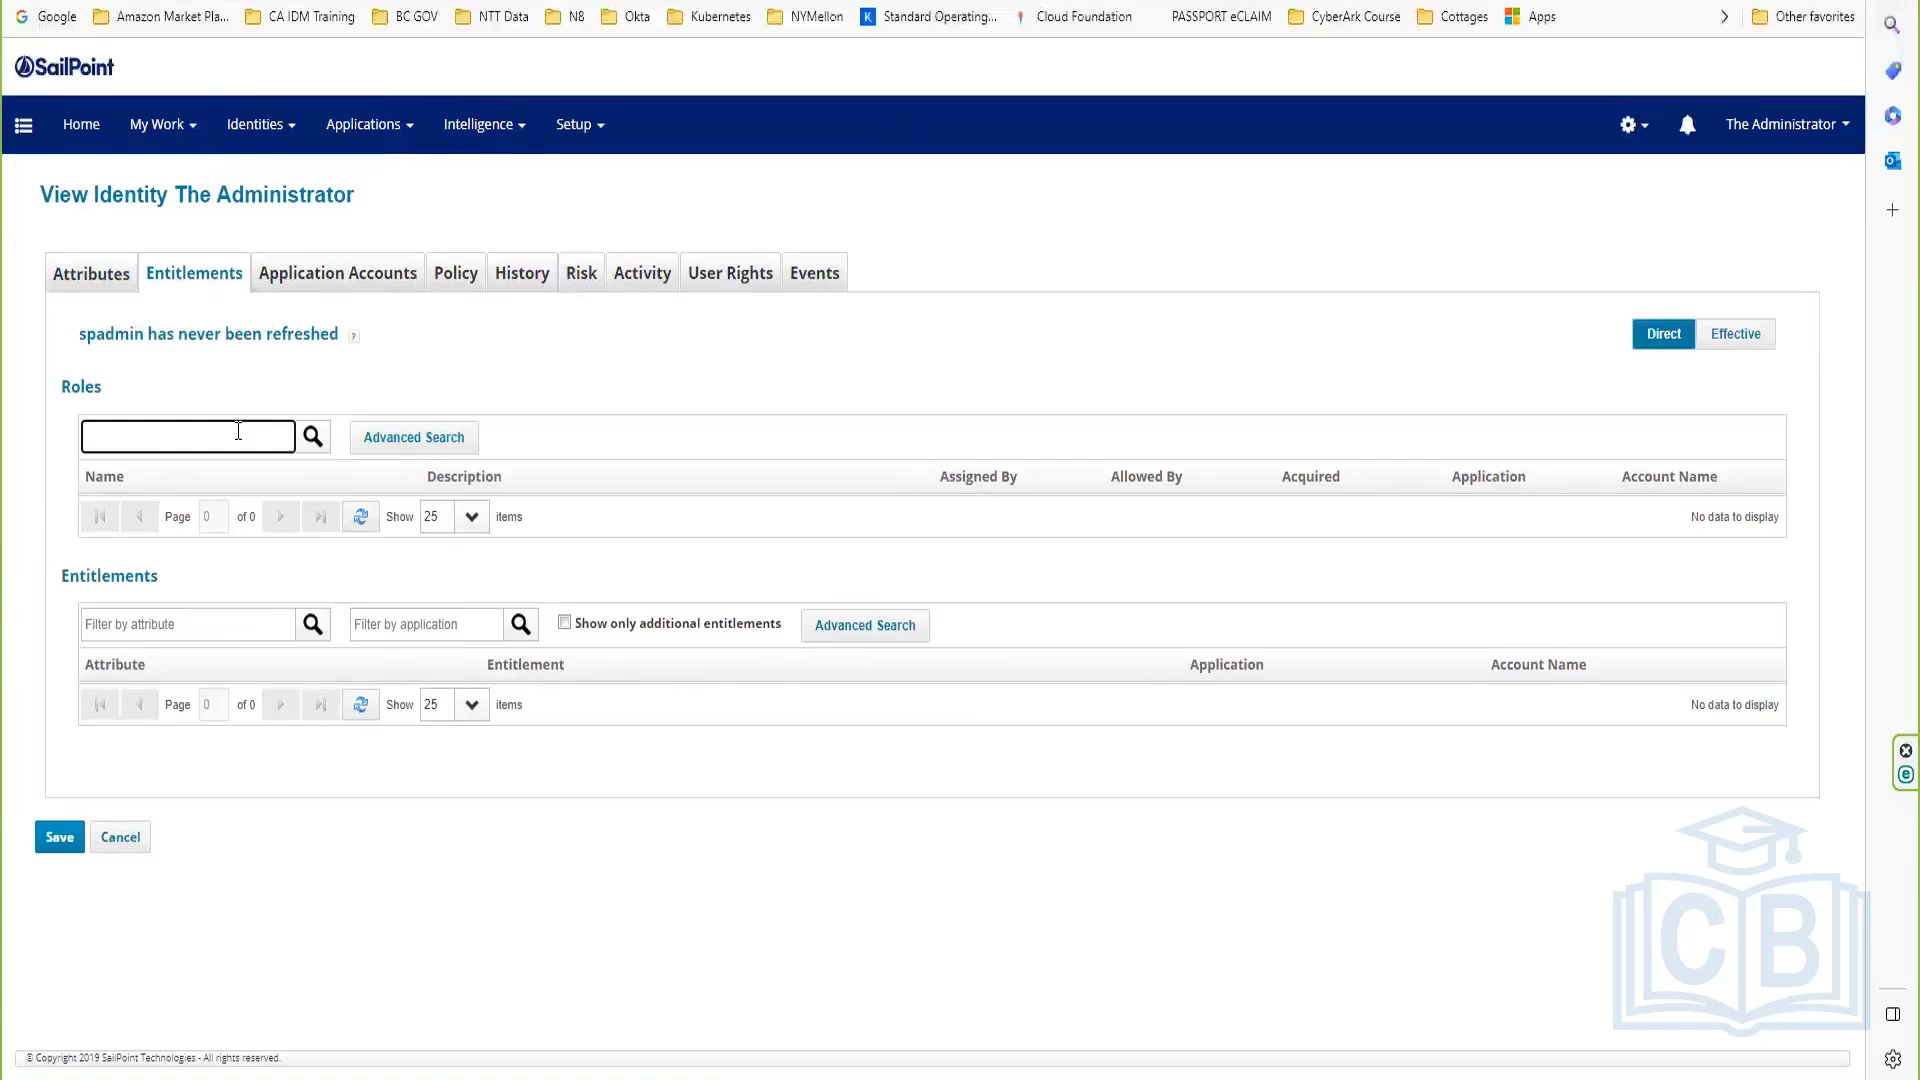 Google Amazon Market Pla... CA IDM Training BC GOV NTT Data N8 Okta Kubernetes NYMellon K Standard Operating... Cloud Foundation PASSPORT eCLAIM CyberArk Course Cottages Apps Other favorites
SailPoint
Home My Work Identities Applications Intelligence Setup The Administrator
View Identity The Administrator
Attributes Entitlements Application Accounts Policy History Risk Activity User Rights Events
spadmin has never been refreshed ? Direct Effective
Roles
Advanced Search
Name Description Assigned By Allowed By Acquired Application Account Name
Page 0 of 0 Show 25 items No data to display
Entitlements
Filter by attribute Filter by application Show only additional entitlements Advanced Search
Attribute Entitlement Application Account Name
Page 0 of 0 Show 25 items No data to display
Save Cancel
CB
© Copyright 2019 SailPoint Technologies - All rights reserved.